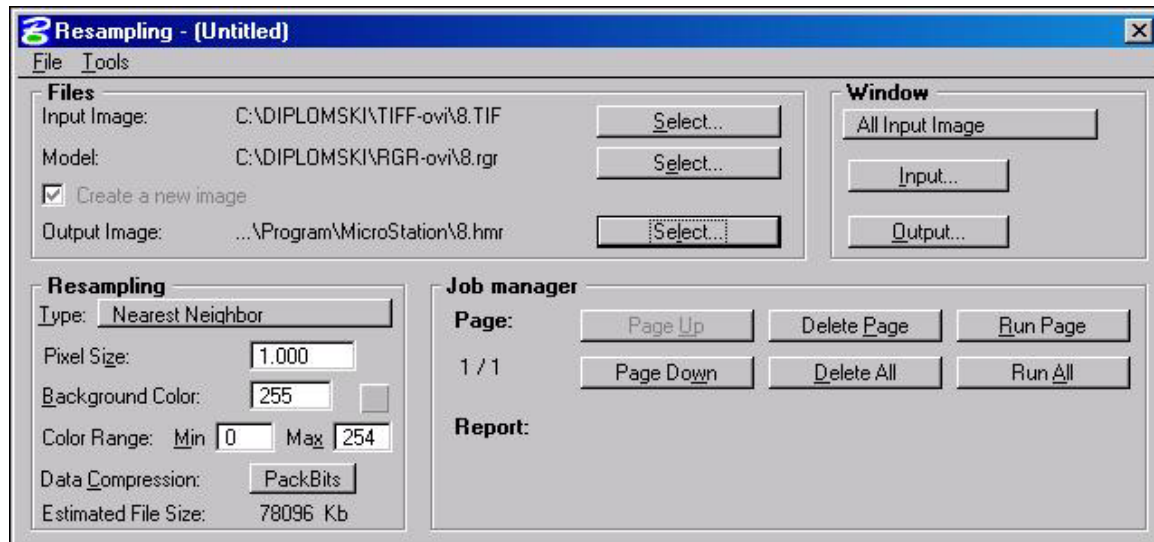 Resampling - (Untitled)
File Tools
Files
Input Image: C:\DIPLOMSKI\TIFF-ovi\8.TIF Select...
Model: C:\DIPLOMSKI\RGR-ovi\8.rgr Select...
Create a new image
Output Image: ...\Program\MicroStation\8.hmr Select...
Window
All Input Image
Input...
Output...
Resampling
Type: Nearest Neighbor
Pixel Size: 1.000
Background Color: 255
Color Range: Min 0 Max 254
Data Compression: PackBits
Estimated File Size: 78096 Kb
Job manager
Page: Page Up Delete Page Run Page
1 / 1 Page Down Delete All Run All
Report: